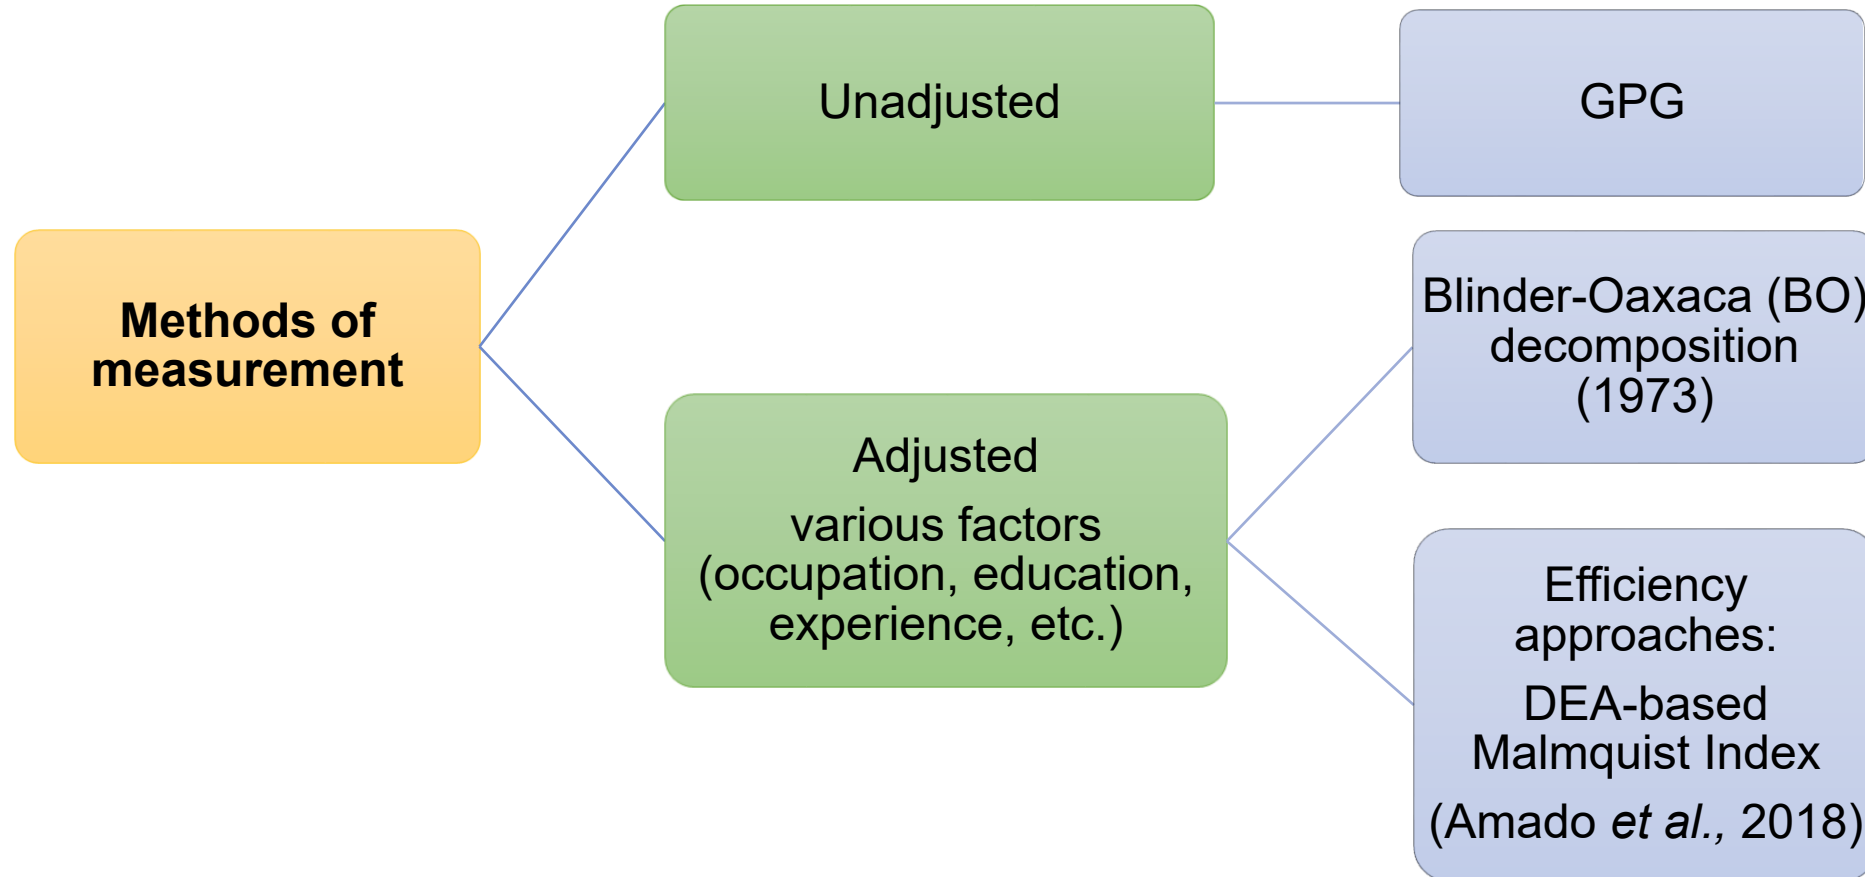 Methods of
measurement
Unadjusted
GPG
Adjusted
various factors
(occupation, education,
experience, etc.)
Blinder-Oaxaca (BO)
decomposition
(1973)
Efficiency
approaches:
DEA-based
Malmquist Index
(Amado et al., 2018)